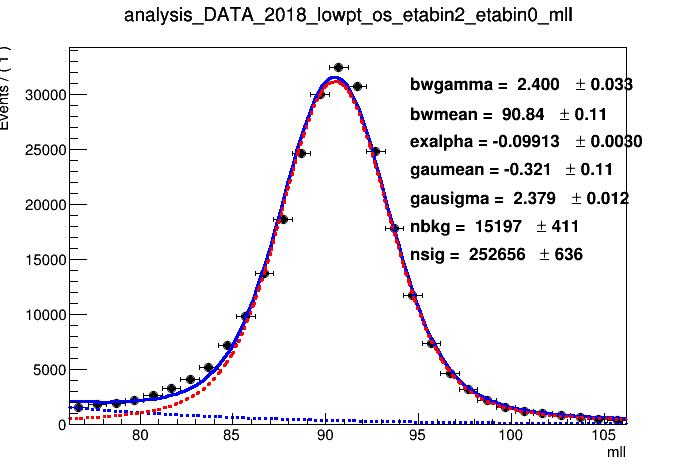 analysis_DATA_2018_lowpt_os_etabin2_etabin0_mll
Events / ( 1 )
30000
25000
20000
15000
10000
5000
0
bwgamma = 2.400 ± 0.033
bwmean = 90.84 ± 0.11
exalpha = -0.09913 ± 0.0030
gaumean = -0.321 ± 0.11
gausigma = 2.379 ± 0.012
nbkg = 15197 ± 411
nsig = 252656 ± 636
80 85 90 95 100 105
mll